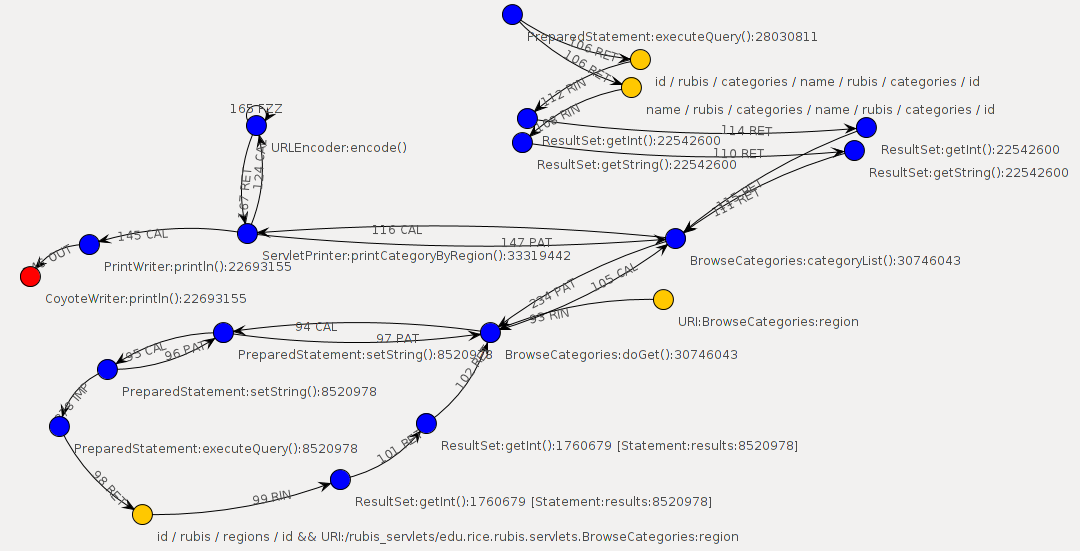 PreparedStatement:executeQuery():28030811
106 RET
106 RET
id / rubis / categories / name / rubis / categories / id
112 RIN
name / rubis / categories / name / rubis / categories / id
108 RIN
165 FZZ
114 RET
ResultSet:getInt():22542600
URLEncoder:encode()
ResultSet:getInt():22542600
110 RET
ResultSet:getString():22542600
ResultSet:getString():22542600
124 CAL
167 RET
115 RET
111 RET
116 CAL
145 CAL
147 PAT
ServletPrinter:printCategoryByRegion():33319442
BrowseCategories:categoryList():30746043
OUT
PrintWriter:println():22693155
105 CAL
234 PAT
CoyoteWriter:println():22693155
93 RIN
URI:BrowseCategories:region
94 CAL
97 PAT
95 CAL
96 PAT
PreparedStatement:setString():8520978
BrowseCategories:doGet():30746043
102 RET
PreparedStatement:setString():8520978
IMP
PreparedStatement:executeQuery():8520978
101 RET
ResultSet:getInt():1760679 [Statement:results:8520978]
98 RET
99 RIN
ResultSet:getInt():1760679 [Statement:results:8520978]
id / rubis / regions / id && URI:/rubis_servlets/edu.rice.rubis.servlets.BrowseCategories:region